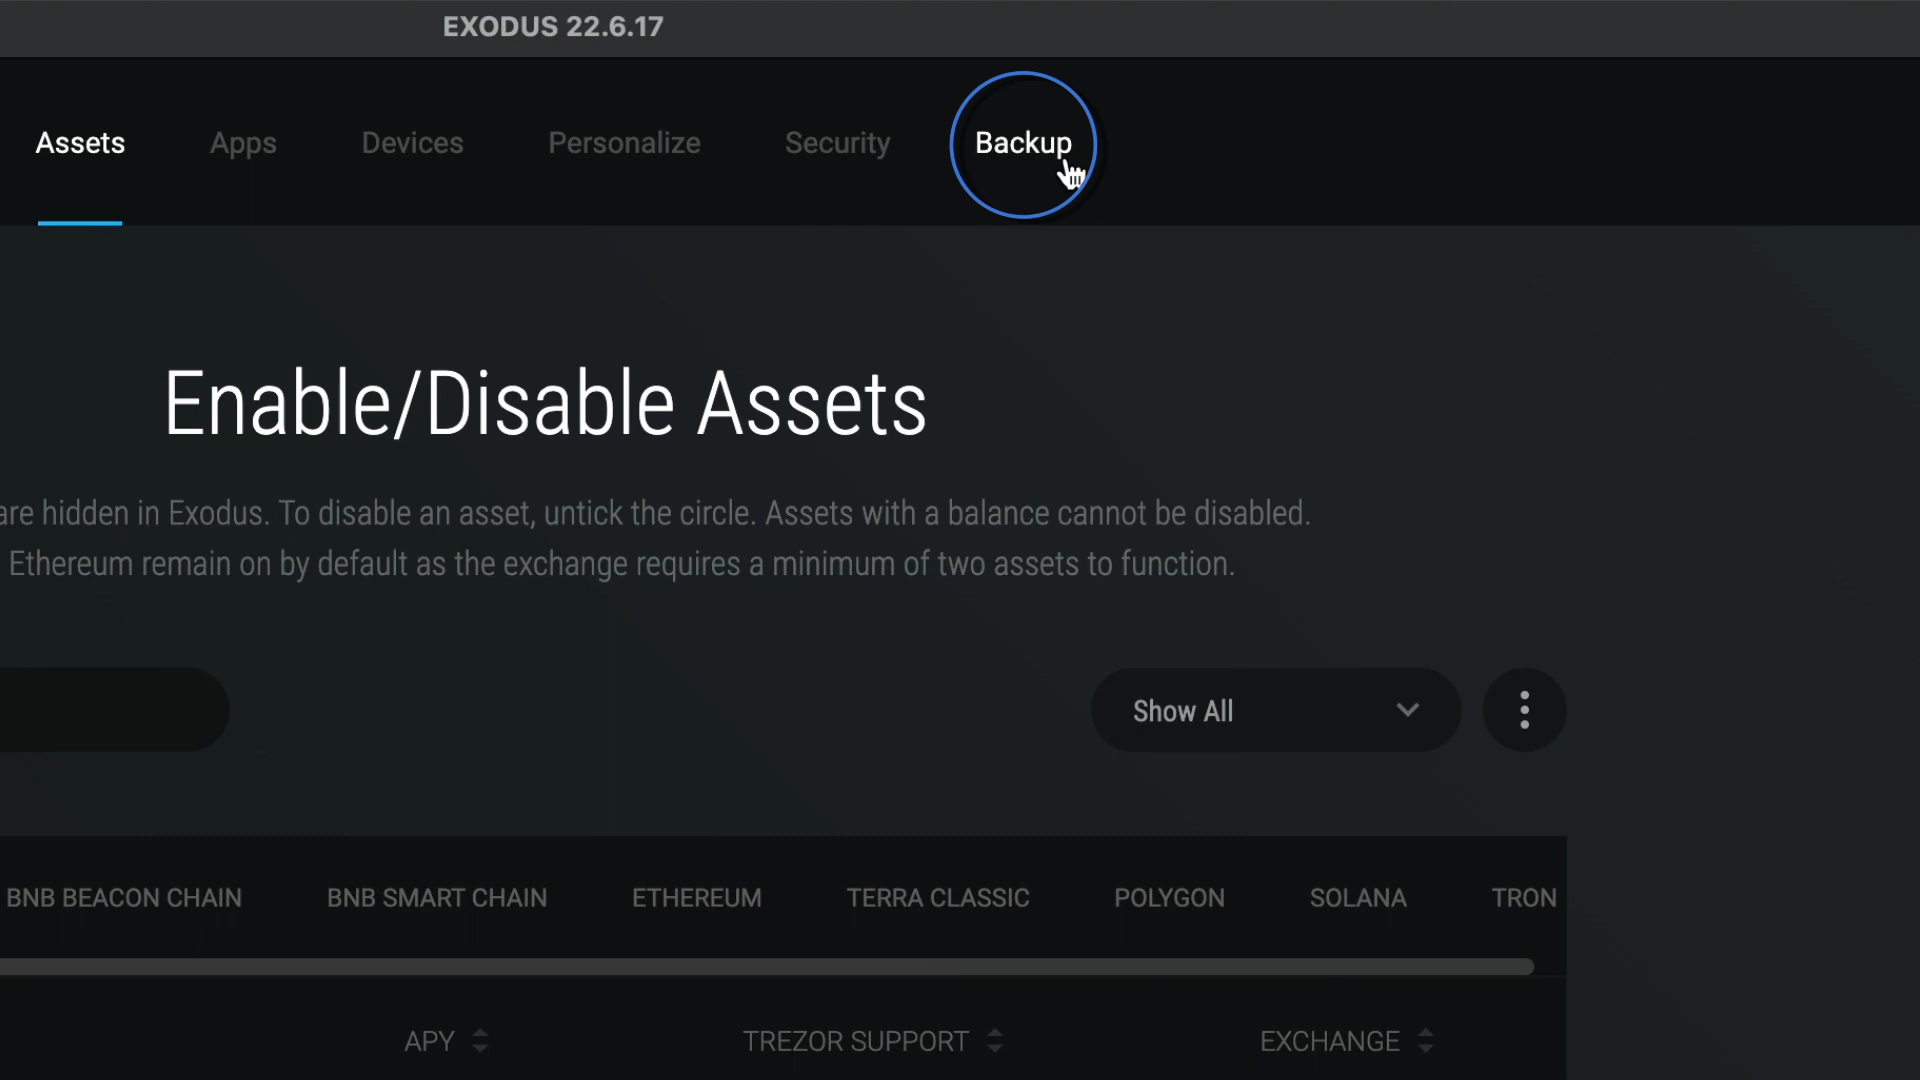 EXODUS 22.6.17
Assets Apps Devices Personalize Security Backup
Enable/Disable Assets
are hidden in Exodus. To disable an asset, untick the circle. Assets with a balance cannot be disabled.
Ethereum remain on by default as the exchange requires a minimum of two assets to function.
Show All
BNB BEACON CHAIN BNB SMART CHAIN ETHEREUM TERRA CLASSIC POLYGON SOLANA TRON
APY TREZOR SUPPORT EXCHANGE